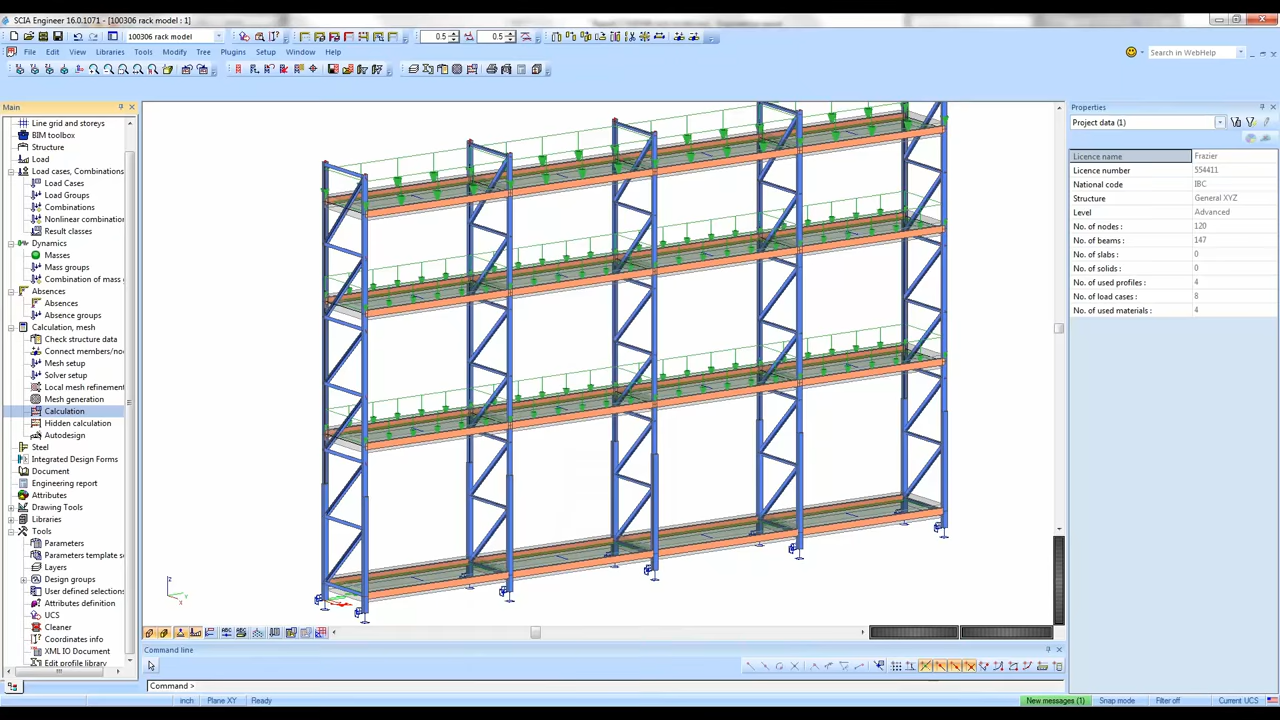 SCIA Engineer 16.0.1071 - [100306 rack model : 1]
100306 rack model
0.5
0.5
File Edit View Libraries Tools Modify Tree Plugins Setup Window Help
Search in WebHelp
Main
Line grid and storeys
BIM toolbox
Structure
Load
Load cases, Combinations
Load Cases
Load Groups
Combinations
Nonlinear combination
Result classes
Dynamics
Masses
Mass groups
Combination of mass g
Absences
Absences
Absence groups
Calculation, mesh
Check structure data
Connect members/no
Mesh setup
Solver setup
Local mesh refinement
Mesh generation
Calculation
Hidden calculation
Autodesign
Steel
Integrated Design Forms
Document
Engineering report
Attributes
Drawing Tools
Libraries
Tools
Parameters
Parameters template s
Layers
Design groups
User defined selections
Attributes definition
UCS
Cleaner
Coordinates info
XML IO Document
Edit profile library
z
y
x
Properties
Project data (1)
Licence name Frazier
Licence number 554411
National code IBC
Structure General XYZ
Level Advanced
No. of nodes : 120
No. of beams : 147
No. of slabs : 0
No. of solids : 0
No. of used profiles : 4
No. of load cases : 8
No. of used materials : 4
Command line
Command >
inch Plane XY Ready New messages (1) Snap mode Filter off Current UCS